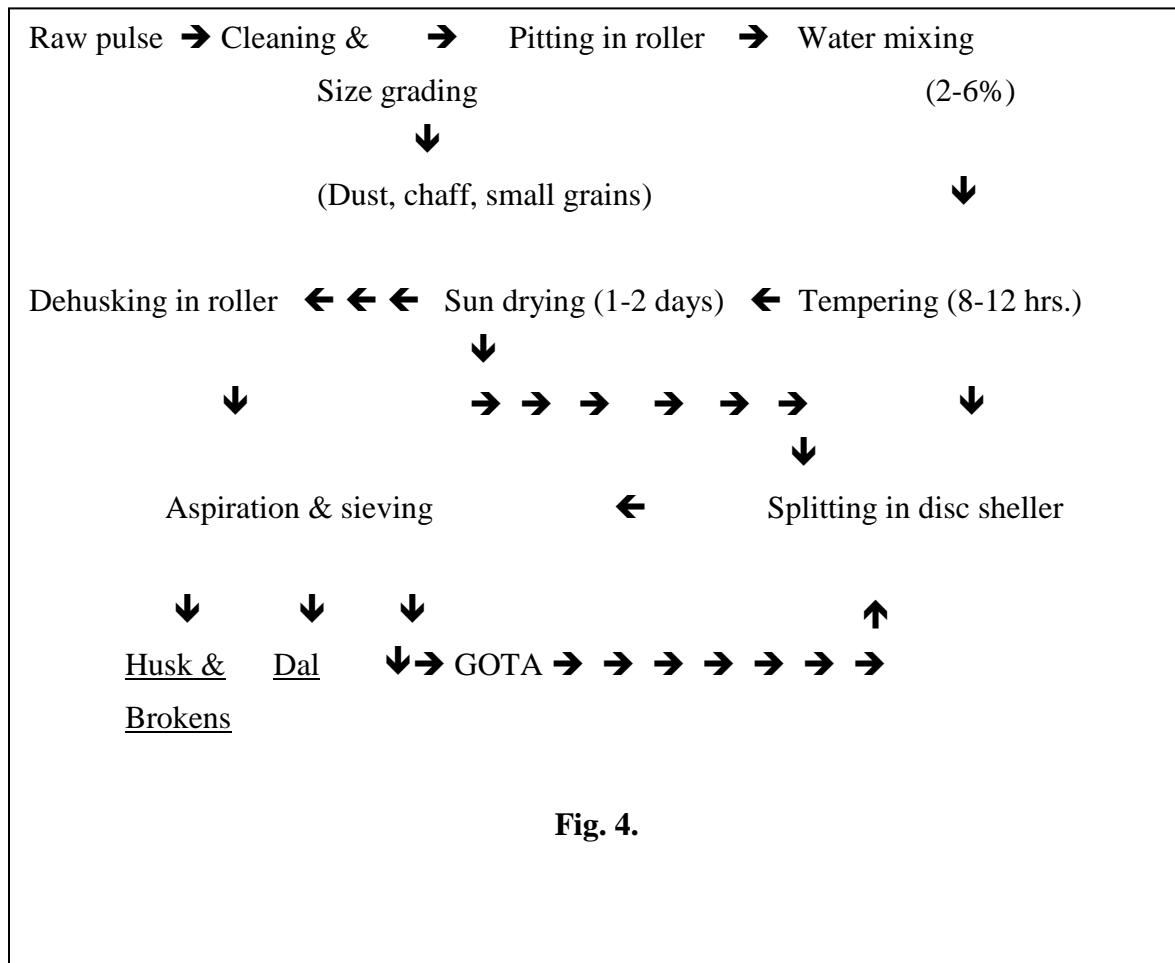 Raw pulse → Cleaning & → Pitting in roller → Water mixing
Size grading (2-6%)
↓
(Dust, chaff, small grains) ↓
Dehusking in roller ← ← ← Sun drying (1-2 days) ← Tempering (8-12 hrs.)
↓
↓ → → → → → → ↓
↓
Aspiration & sieving ← Splitting in disc sheller
↓ ↓ ↓ ↑
Husk & Dal ↓→ GOTA → → → → → → →
Brokens
Fig. 4.